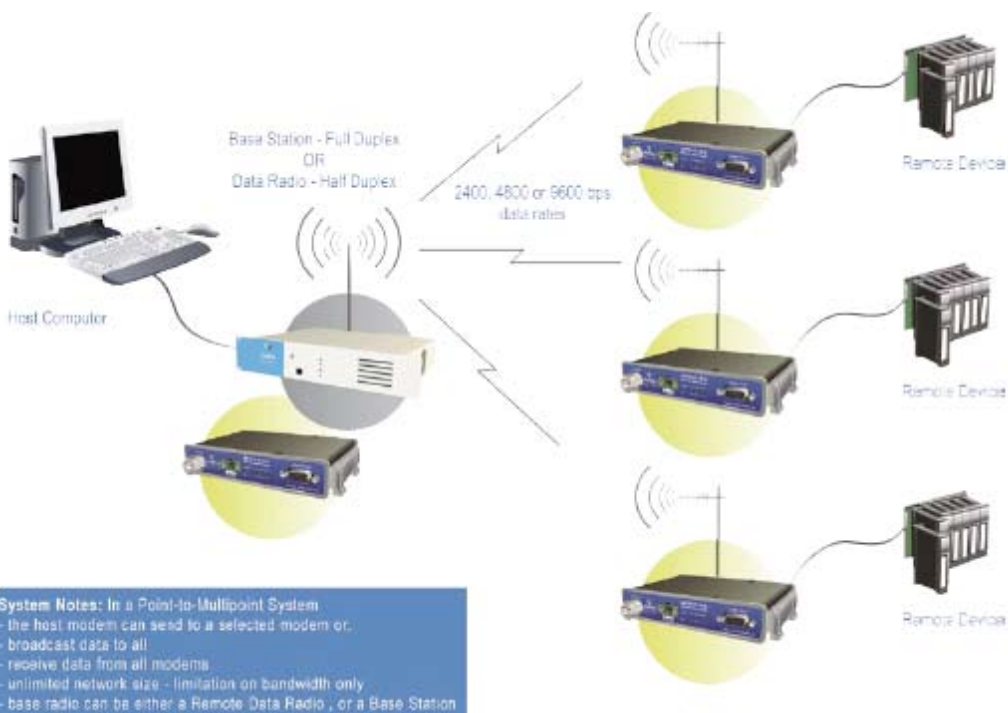 Base Station - Full Duplex
OR
Data Radio - Half Duplex
2400, 4800 or 9600 bps
data rates
Host Computer
Remote Device
Remote Device
Remote Device
System Notes: In a Point-to-Multipoint System
- the host modem can send to a selected modem or.
- broadcast data to all
- receive data from all modems
- unlimited network size - limitation on bandwidth only
- base radio can be either a Remote Data Radio , or a Base Station